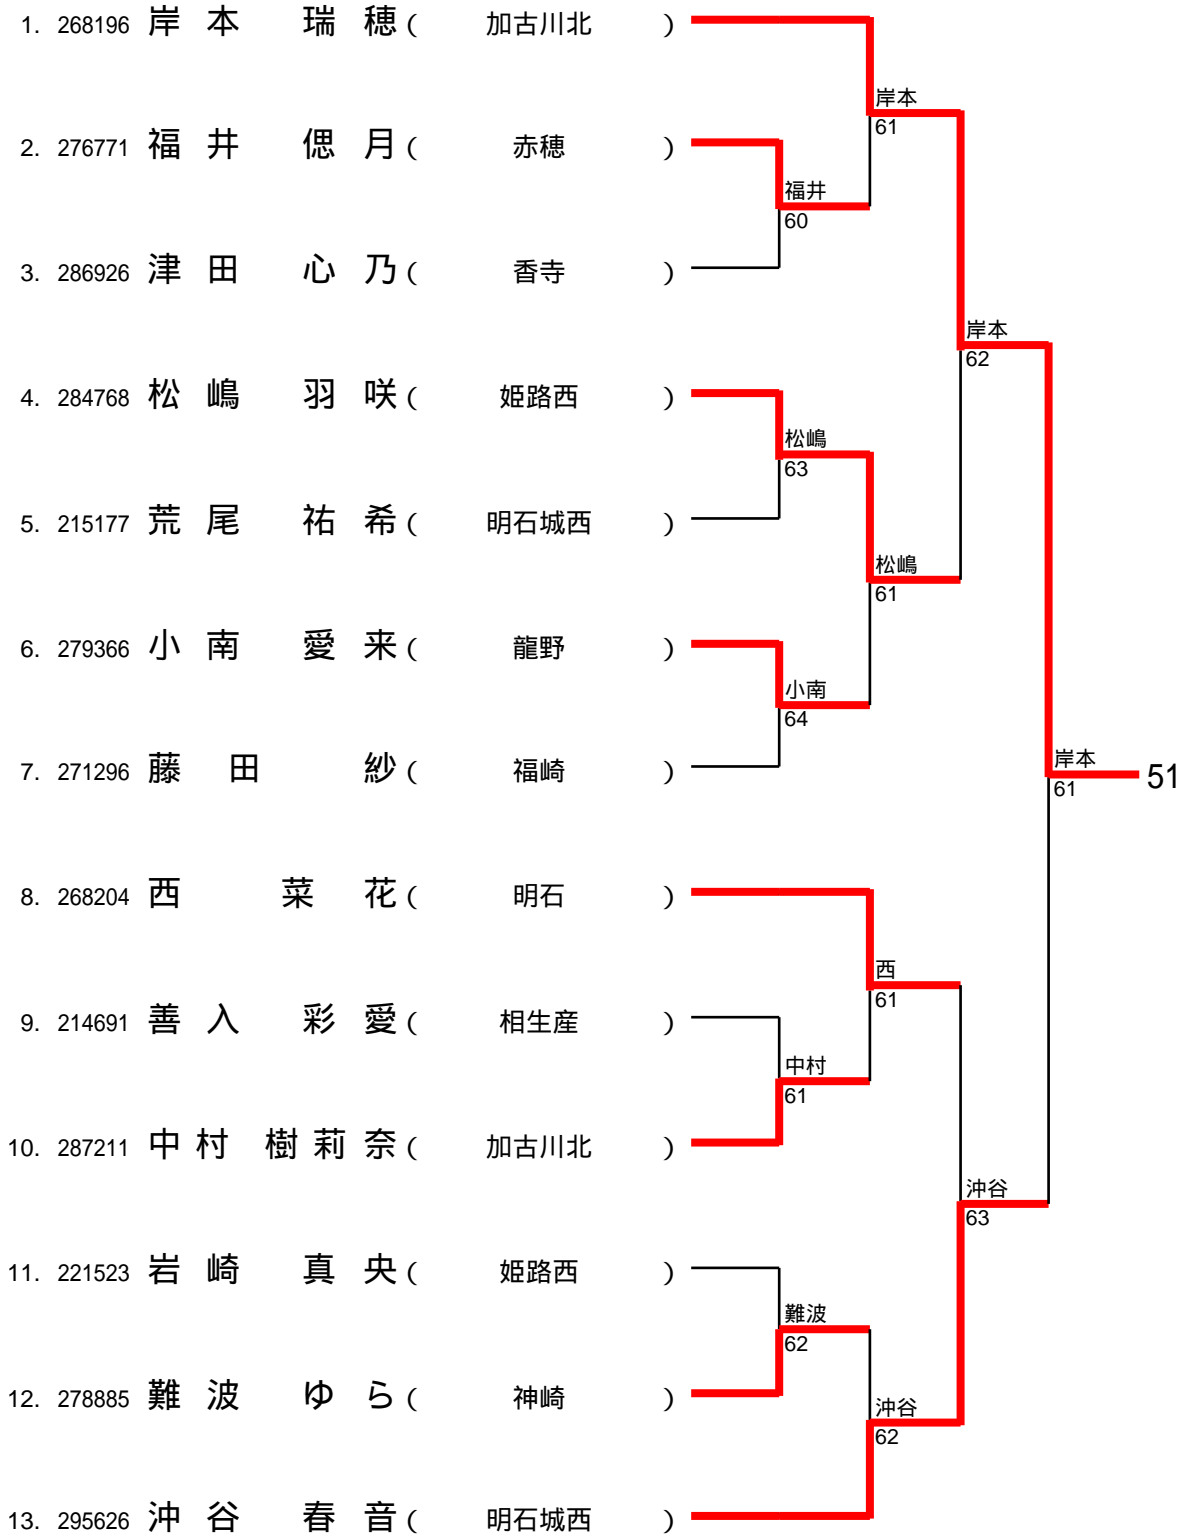 1. 268196 岸本 瑞穂 ( 加古川北 )
岸本
61
2. 276771 福井 偲月 ( 赤穂 )
福井
60
3. 286926 津田 心乃 ( 香寺 )
岸本
62
4. 284768 松嶋 羽咲 ( 姫路西 )
松嶋
63
5. 215177 荒尾 祐希 ( 明石城西 )
松嶋
61
6. 279366 小南 愛来 ( 龍野 )
小南
64
7. 271296 藤田 紗 ( 福崎 )
岸本
61
51
8. 268204 西 菜花 ( 明石 )
西
61
9. 214691 善入 彩愛 ( 相生産 )
中村
61
10. 287211 中村 樹莉奈 ( 加古川北 )
沖谷
63
11. 221523 岩崎 真央 ( 姫路西 )
難波
62
12. 278885 難波 ゆら ( 神崎 )
沖谷
62
13. 295626 沖谷 春音 ( 明石城西 )